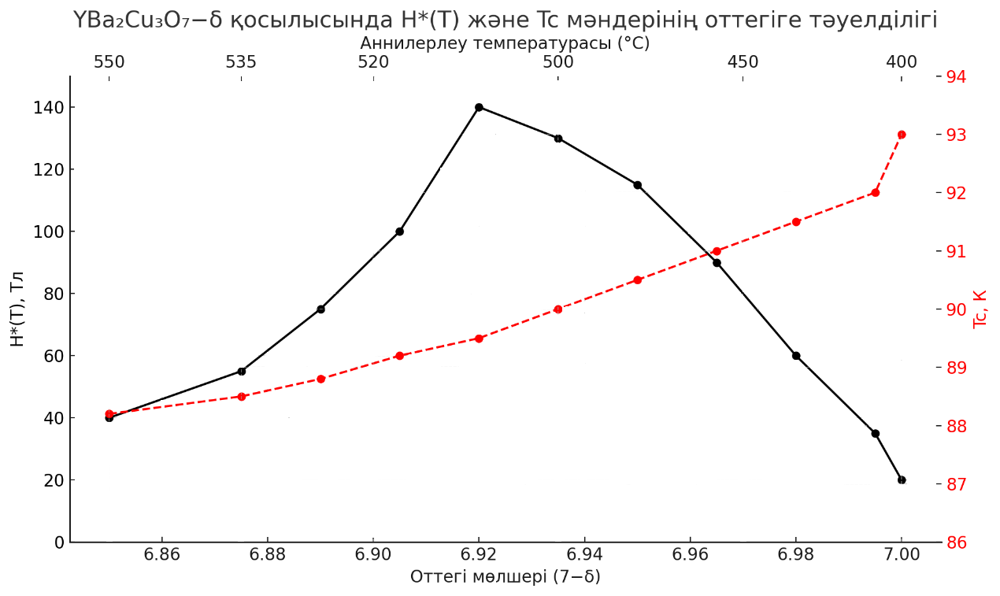 YBa₂Cu₃O₇−δ қосылысында H*(T) және Tc мәндерінің оттегіге тәуелділігі
Аннилерлеу температурасы (°C)
550 535 520 500 450 400
140
120
100
80
60
40
20
0
H*(T), Тл
94
93
92
91
90
89
88
87
86
Tc, K
6.86 6.88 6.90 6.92 6.94 6.96 6.98 7.00
Оттегі мөлшері (7−δ)